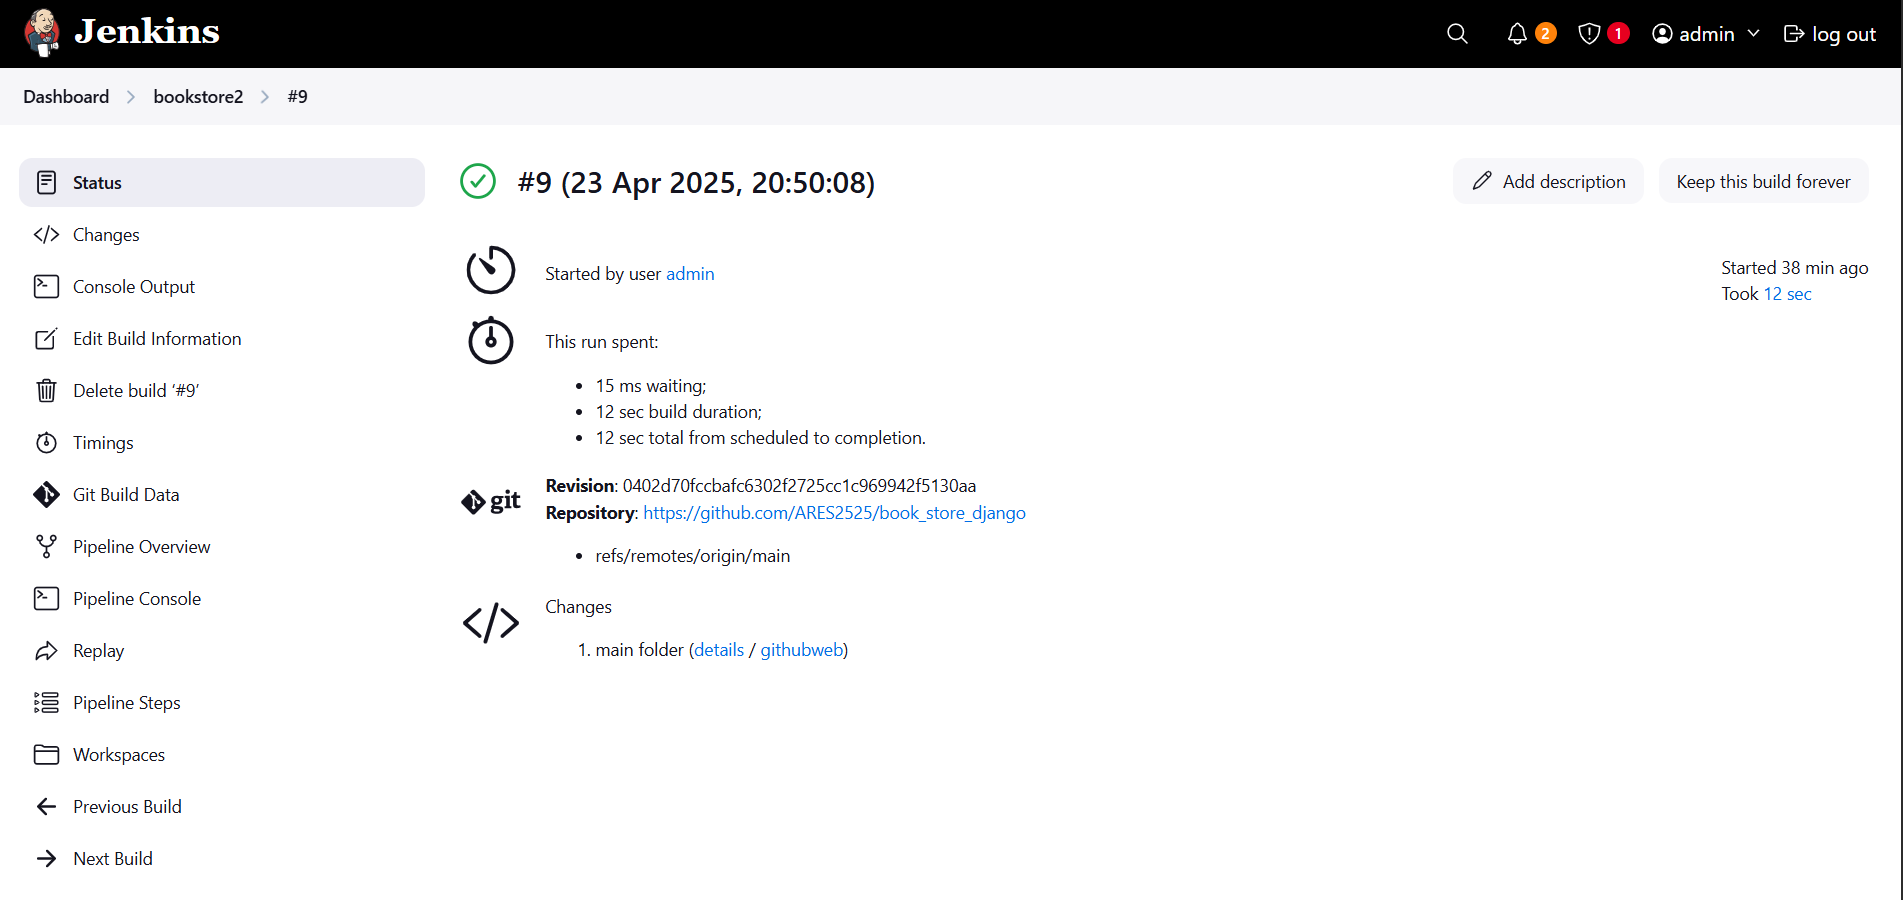 Jenkins
2
1
admin
log out
Dashboard
bookstore2
#9
Status
Changes
Console Output
Edit Build Information
Delete build ‘#9’
Timings
Git Build Data
Pipeline Overview
Pipeline Console
Replay
Pipeline Steps
Workspaces
Previous Build
Next Build
#9 (23 Apr 2025, 20:50:08)
Add description
Keep this build forever
Started by user admin
Started 38 min ago
Took 12 sec
This run spent:
15 ms waiting;
12 sec build duration;
12 sec total from scheduled to completion.
git
Revision: 0402d70fccbafc6302f2725cc1c969942f5130aa
Repository: https://github.com/ARES2525/book_store_django
refs/remotes/origin/main
Changes
1. main folder (details / githubweb)